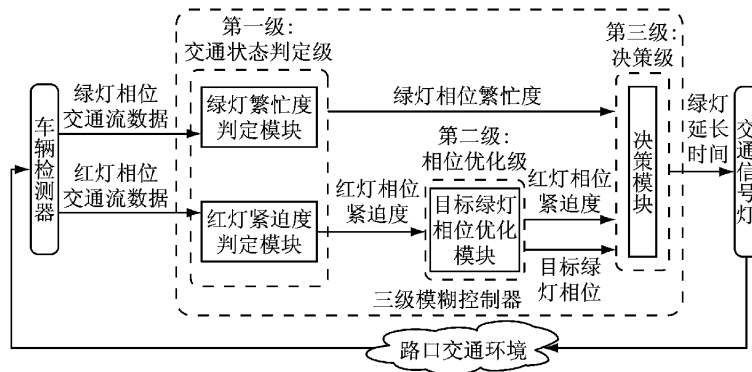 第一级:
交通状态判定级
第三级:
决策级
车辆检测器
绿灯相位
交通流数据
绿灯繁忙度
判定模块
绿灯相位繁忙度
第二级:
相位优化级
决策模块
绿灯
延长
时间
交通信号灯
红灯相位
交通流数据
红灯紧迫度
判定模块
红灯相位
紧迫度
目标绿灯
相位优化
模块
红灯相位
紧迫度
目标绿
灯相位
三级模糊控制器
路口交通环境